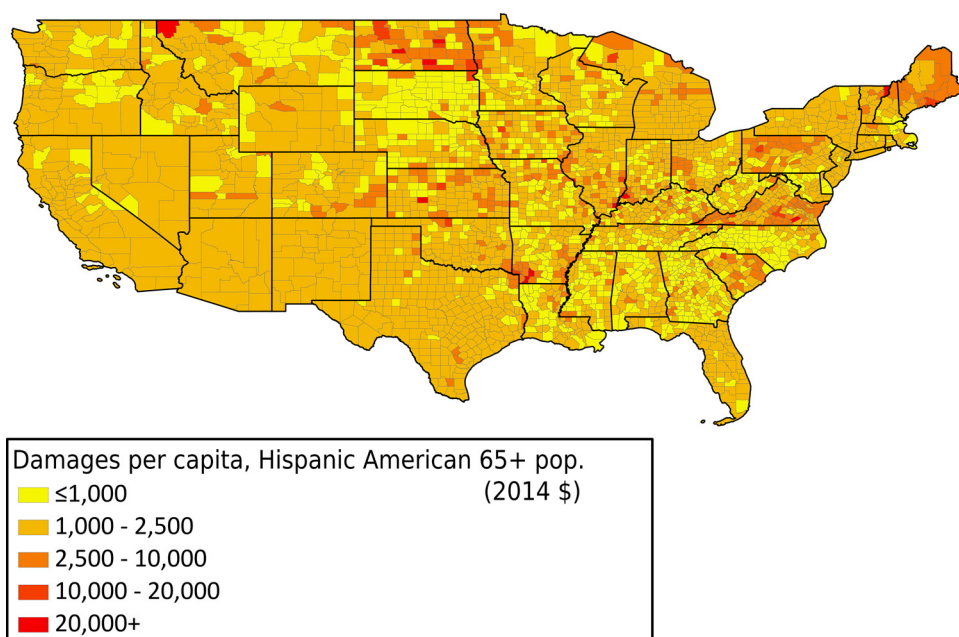 Damages per capita, Hispanic American 65+ pop.
(2014 $)
≤1,000
1,000 - 2,500
2,500 - 10,000
10,000 - 20,000
20,000+